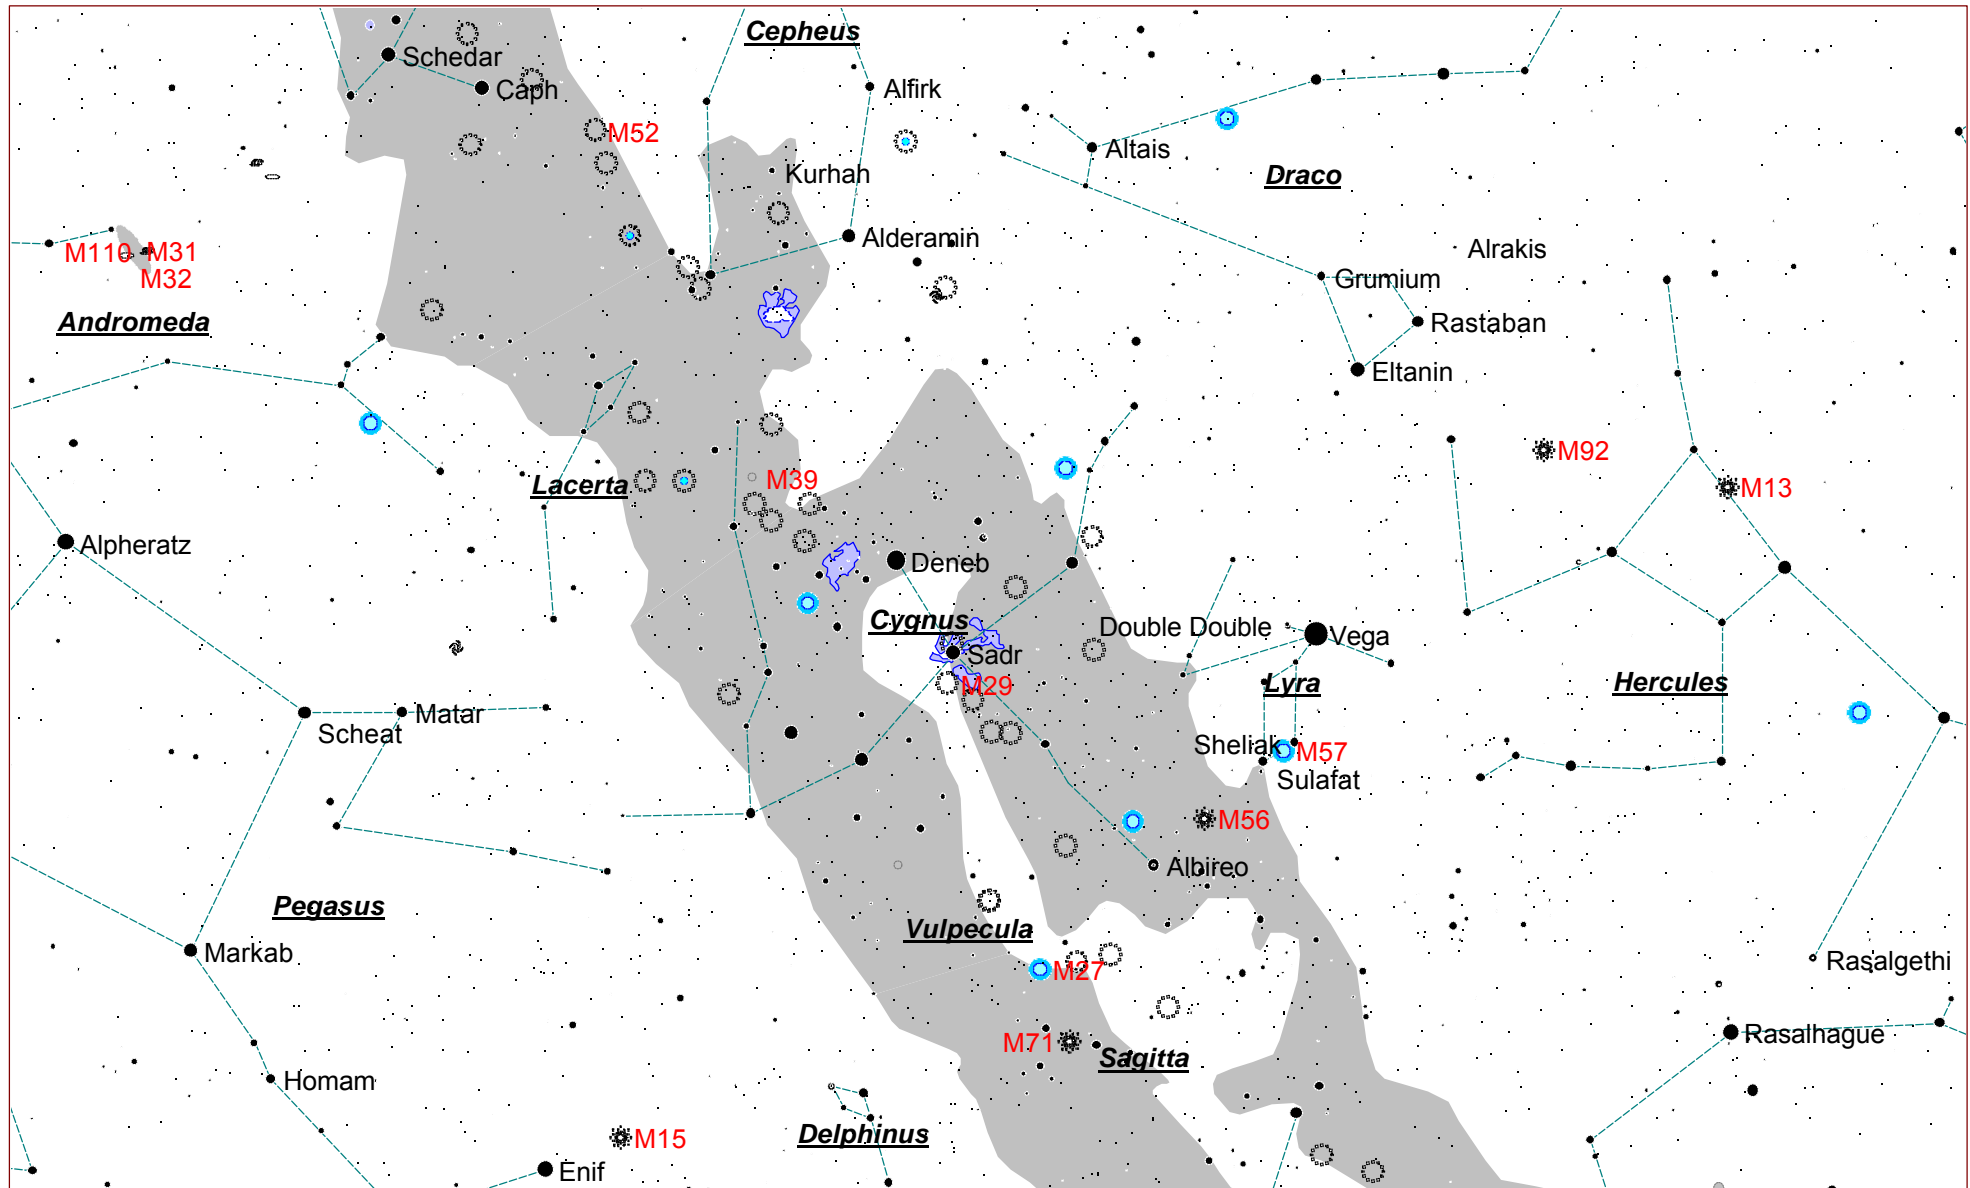 Cepheus
Schedar
Caph
Alfirk
M52
Altais
Kurhah
Draco
Alderamin
Alrakis
M110
M31
M32
Grumium
Andromeda
Rastaban
Eltanin
M92
M39
Lacerta
M13
Alpheratz
Deneb
Cygnus
Double Double
Vega
Sadr
M29
Lyra
Hercules
Matar
Scheat
Sheliak
M57
Sulafat
M56
Albireo
Pegasus
Vulpecula
Markab
M27
Rasalgethi
M71
Sagitta
Rasalhague
Homam
Delphinus
M15
Enif